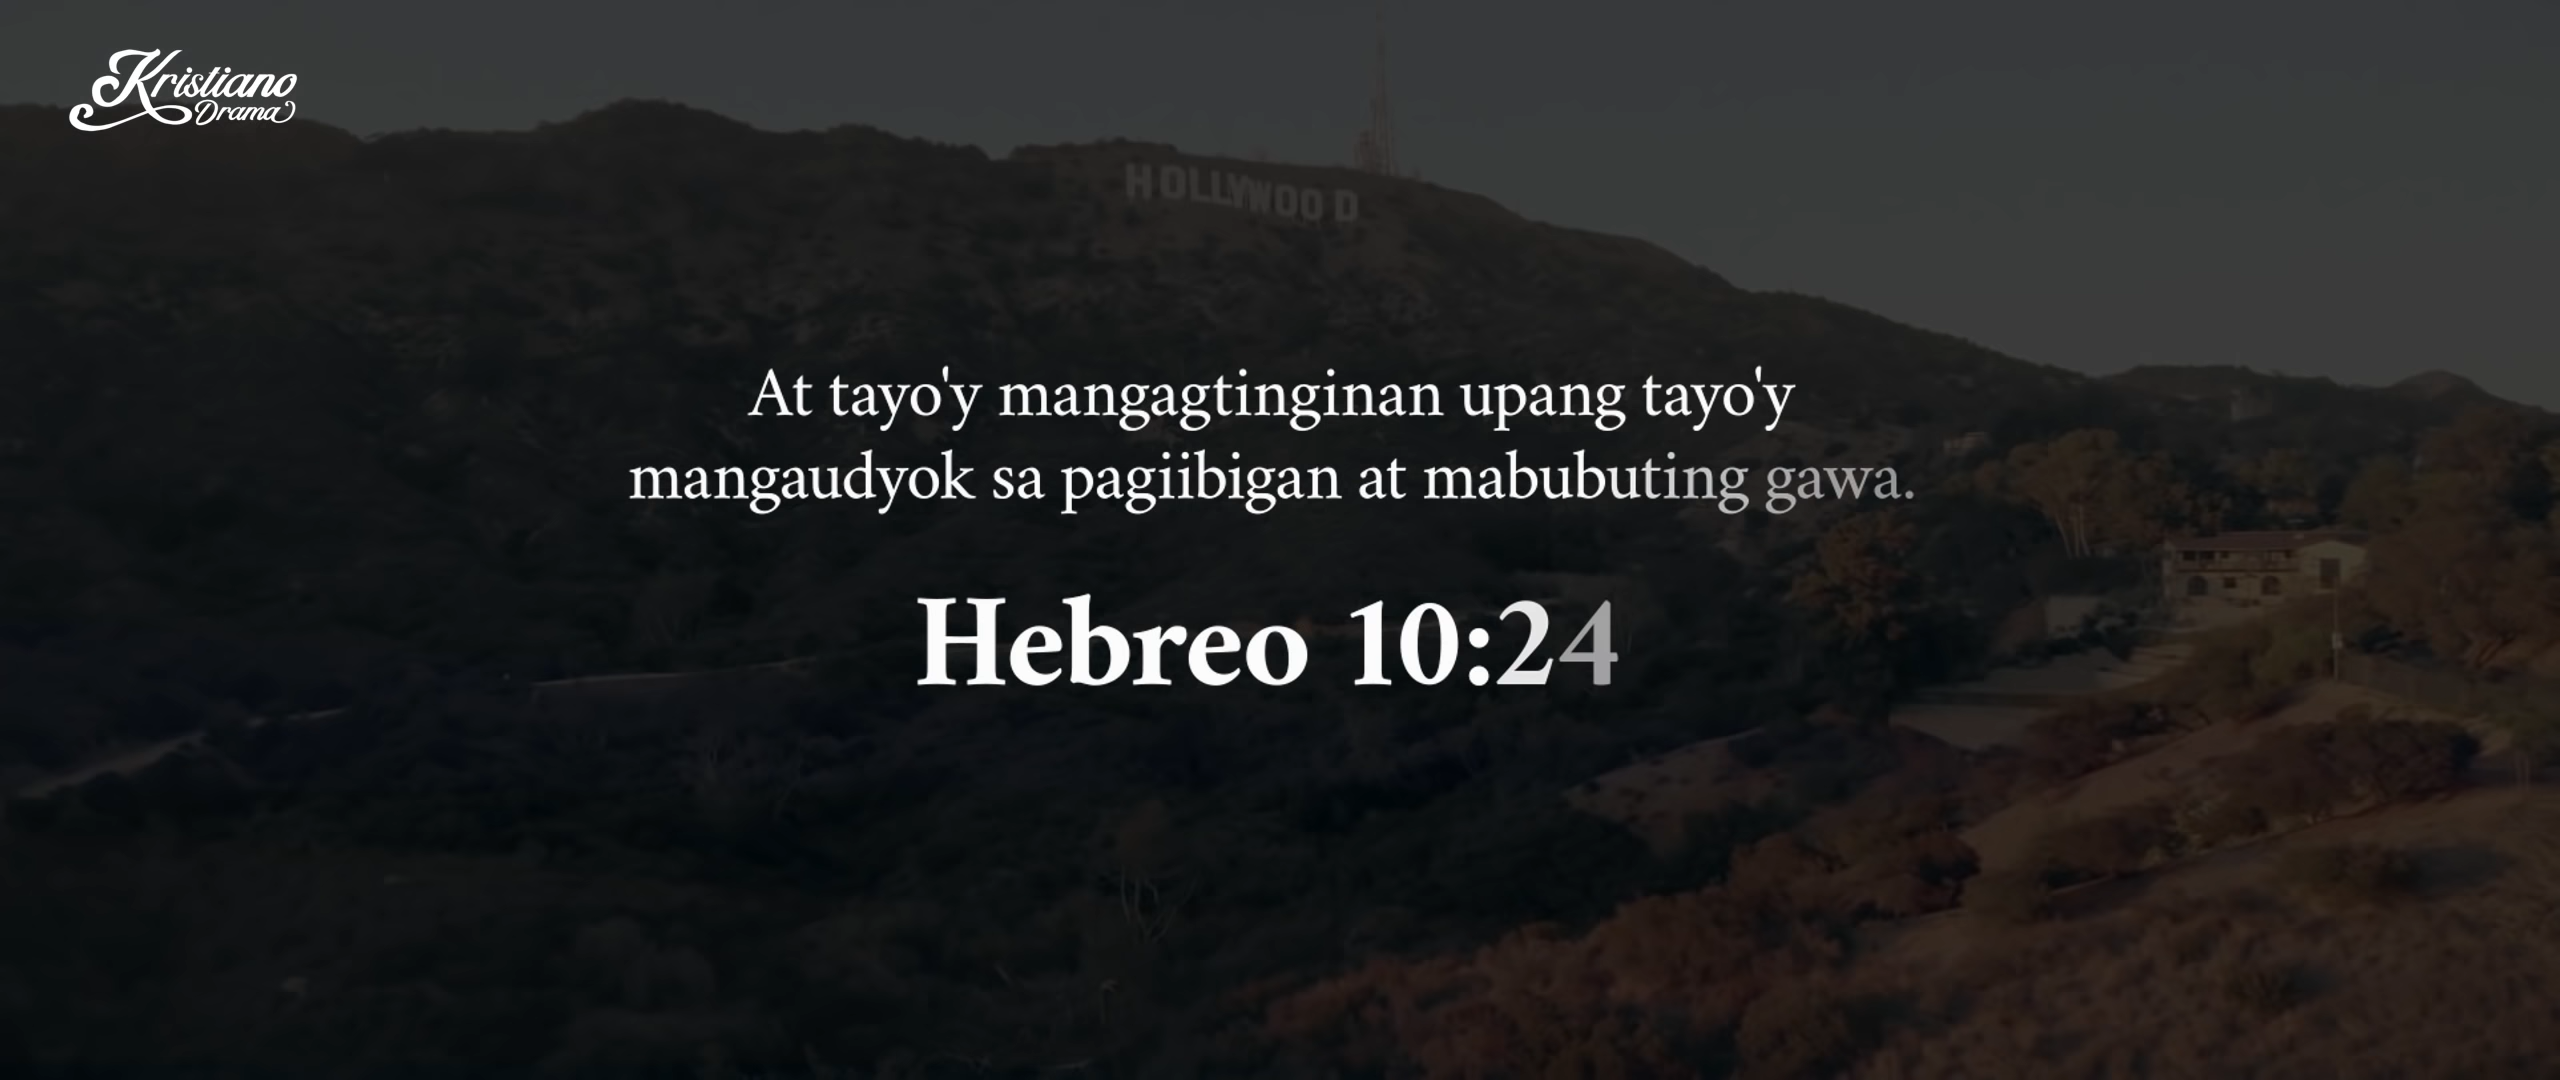 Kristiano
Drama
HOLLYWOOD
At tayo'y mangagtinginan upang tayo'y
mangaudyok sa pagiibigan at mabubuting gawa.
Hebreo 10:24